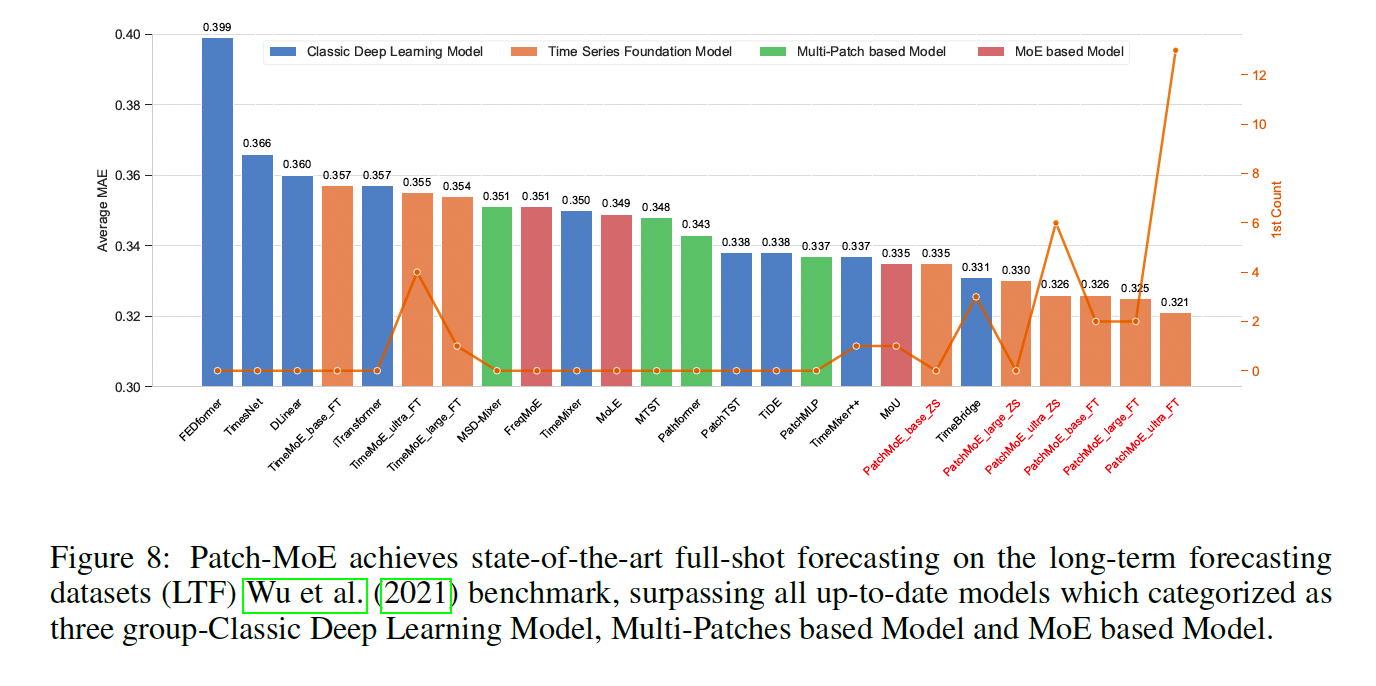 0.40
0.38
0.36
0.34
0.32
0.30
Average MAE
Classic Deep Learning Model
Time Series Foundation Model
Multi-Patch based Model
MoE based Model
0.399
0.366
0.360
0.357
0.357
0.355
0.354
0.351
0.351
0.350
0.349
0.348
0.343
0.338
0.338
0.337
0.337
0.335
0.335
0.331
0.330
0.326
0.326
0.325
0.321
12
10
8
6
4
2
0
1st Count
FEDformer
TimesNet
DLinear
TimeMoE_base_FT
iTransformer
TimeMoE_ultra_FT
TimeMoE_large_FT
MSD-Mixer
FreqMoE
TimeMixer
MoLE
MTST
Pathformer
PatchTST
TiDE
PatchMLP
TimeMixer++
MoU
PatchMoE_base_ZS
TimeBridge
PatchMoE_large_ZS
PatchMoE_ultra_ZS
PatchMoE_base_FT
PatchMoE_large_FT
PatchMoE_ultra_FT
Figure 8: Patch-MoE achieves state-of-the-art full-shot forecasting on the long-term forecasting
datasets (LTF) Wu et al. (2021) benchmark, surpassing all up-to-date models which categorized as
three group-Classic Deep Learning Model, Multi-Patches based Model and MoE based Model.